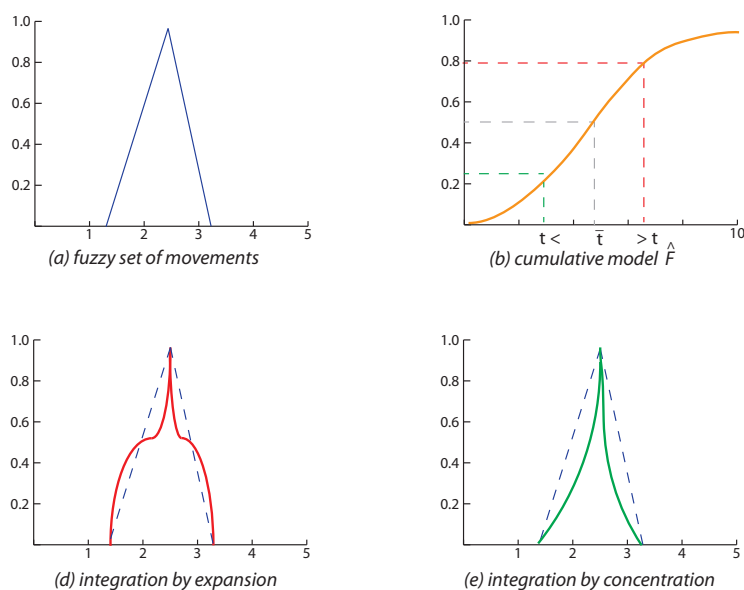 1.0
0.8
0.6
0.4
0.2
1 2 3 4 5
(a) fuzzy set of movements
1.0
0.8
0.6
0.4
0.2
t < t̄ > t 10
(b) cumulative model F̂
1.0
0.8
0.6
0.4
0.2
1 2 3 4 5
(d) integration by expansion
1.0
0.8
0.6
0.4
0.2
1 2 3 4 5
(e) integration by concentration